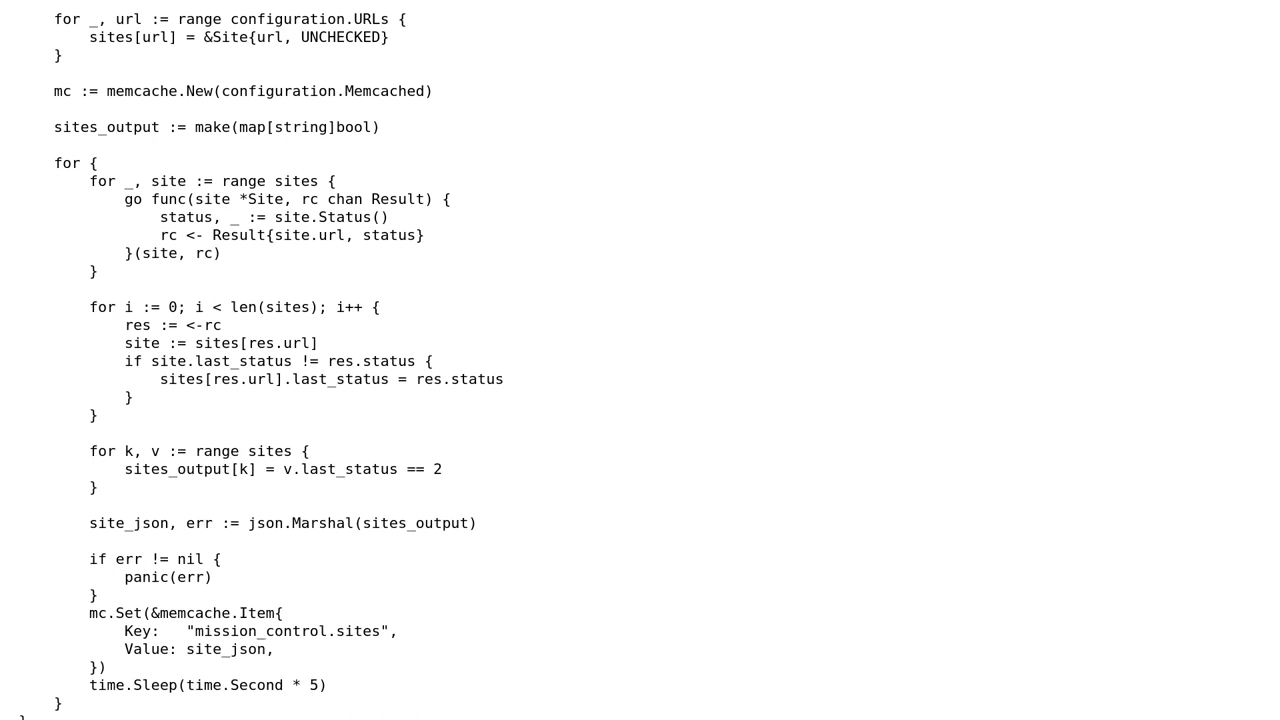 for _, url := range configuration.URLs {
        sites[url] = &Site{url, UNCHECKED}
    }

    mc := memcache.New(configuration.Memcached)

    sites_output := make(map[string]bool)

    for {
        for _, site := range sites {
            go func(site *Site, rc chan Result) {
                status, _ := site.Status()
                rc <- Result{site.url, status}
            }(site, rc)
        }

        for i := 0; i < len(sites); i++ {
            res := <-rc
            site := sites[res.url]
            if site.last_status != res.status {
                sites[res.url].last_status = res.status
            }
        }

        for k, v := range sites {
            sites_output[k] = v.last_status == 2
        }

        site_json, err := json.Marshal(sites_output)

        if err != nil {
            panic(err)
        }
        mc.Set(&memcache.Item{
            Key:   "mission_control.sites",
            Value: site_json,
        })
        time.Sleep(time.Second * 5)
    }
}